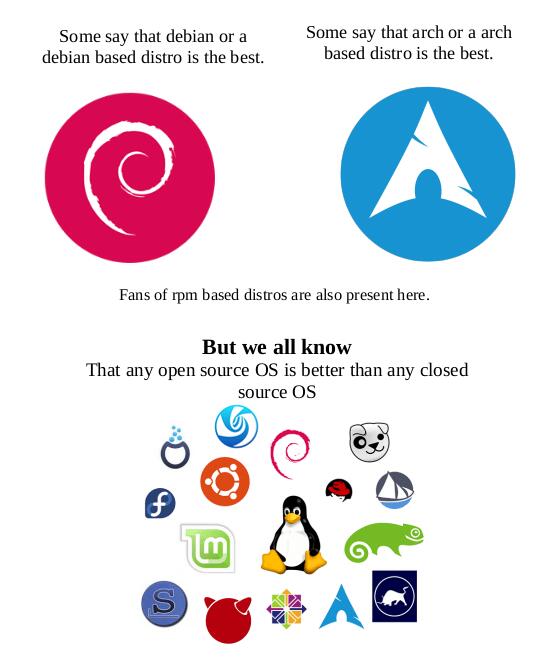 Some say that debian or a
debian based distro is the best.
Some say that arch or a arch
based distro is the best.
Fans of rpm based distros are also present here.
But we all know
That any open source OS is better than any closed
source OS